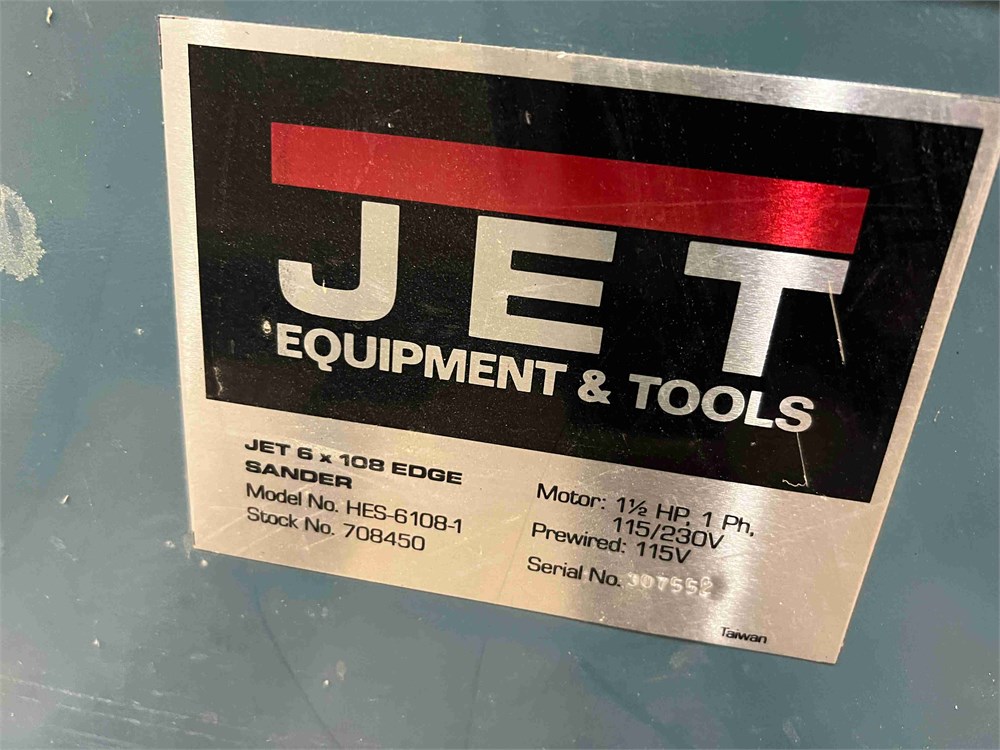 JET
EQUIPMENT & TOOLS
JET 6 x 108 EDGE
SANDER
Model No. HES-6108-1
Stock No. 708450
Motor: 1½ HP, 1 Ph,
115/230V
Prewired: 115V
Serial No.
Taiwan